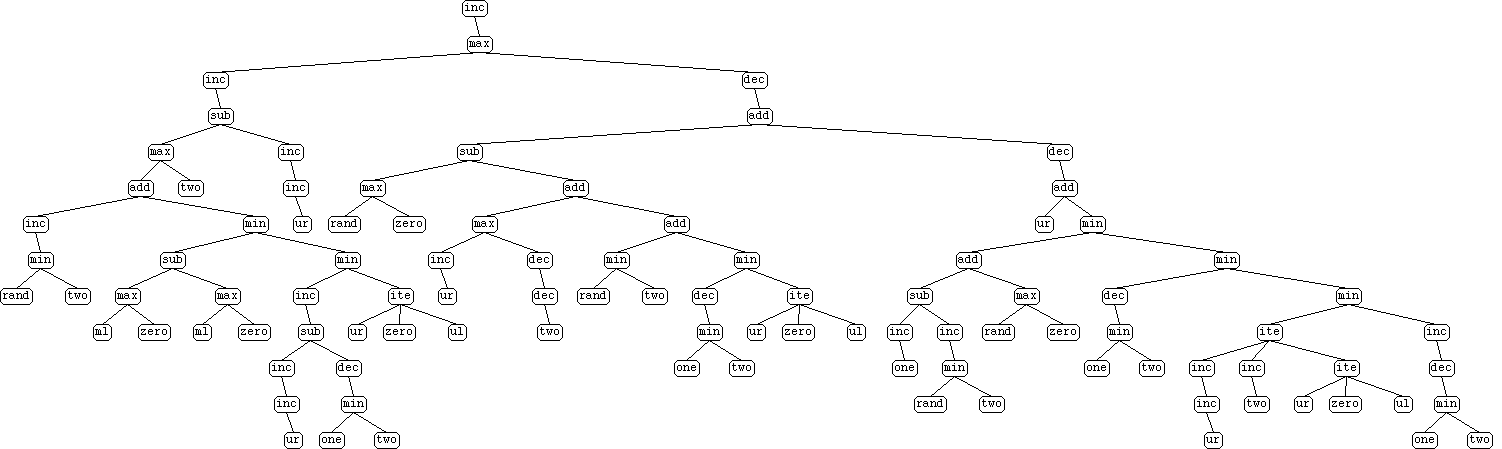 inc
max
inc dec
sub add
max inc sub dec
add two inc max add add
inc min ur rand zero max add ur min
min sub min inc dec min min add min
rand two max max inc ite ur dec rand two dec ite sub max dec min
ml zero ml zero sub ur zero ul two min ur zero ul inc inc rand zero min ite inc
inc dec one two one min one two inc inc ite dec
inc min rand two inc two ur zero ul min
ur one two ur one two